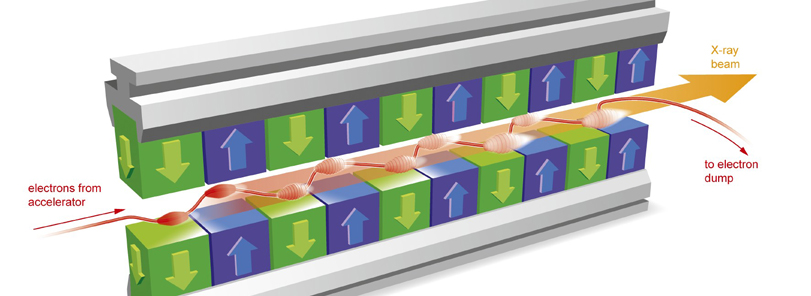 X-ray
beam
electrons from
accelerator
to electron
dump